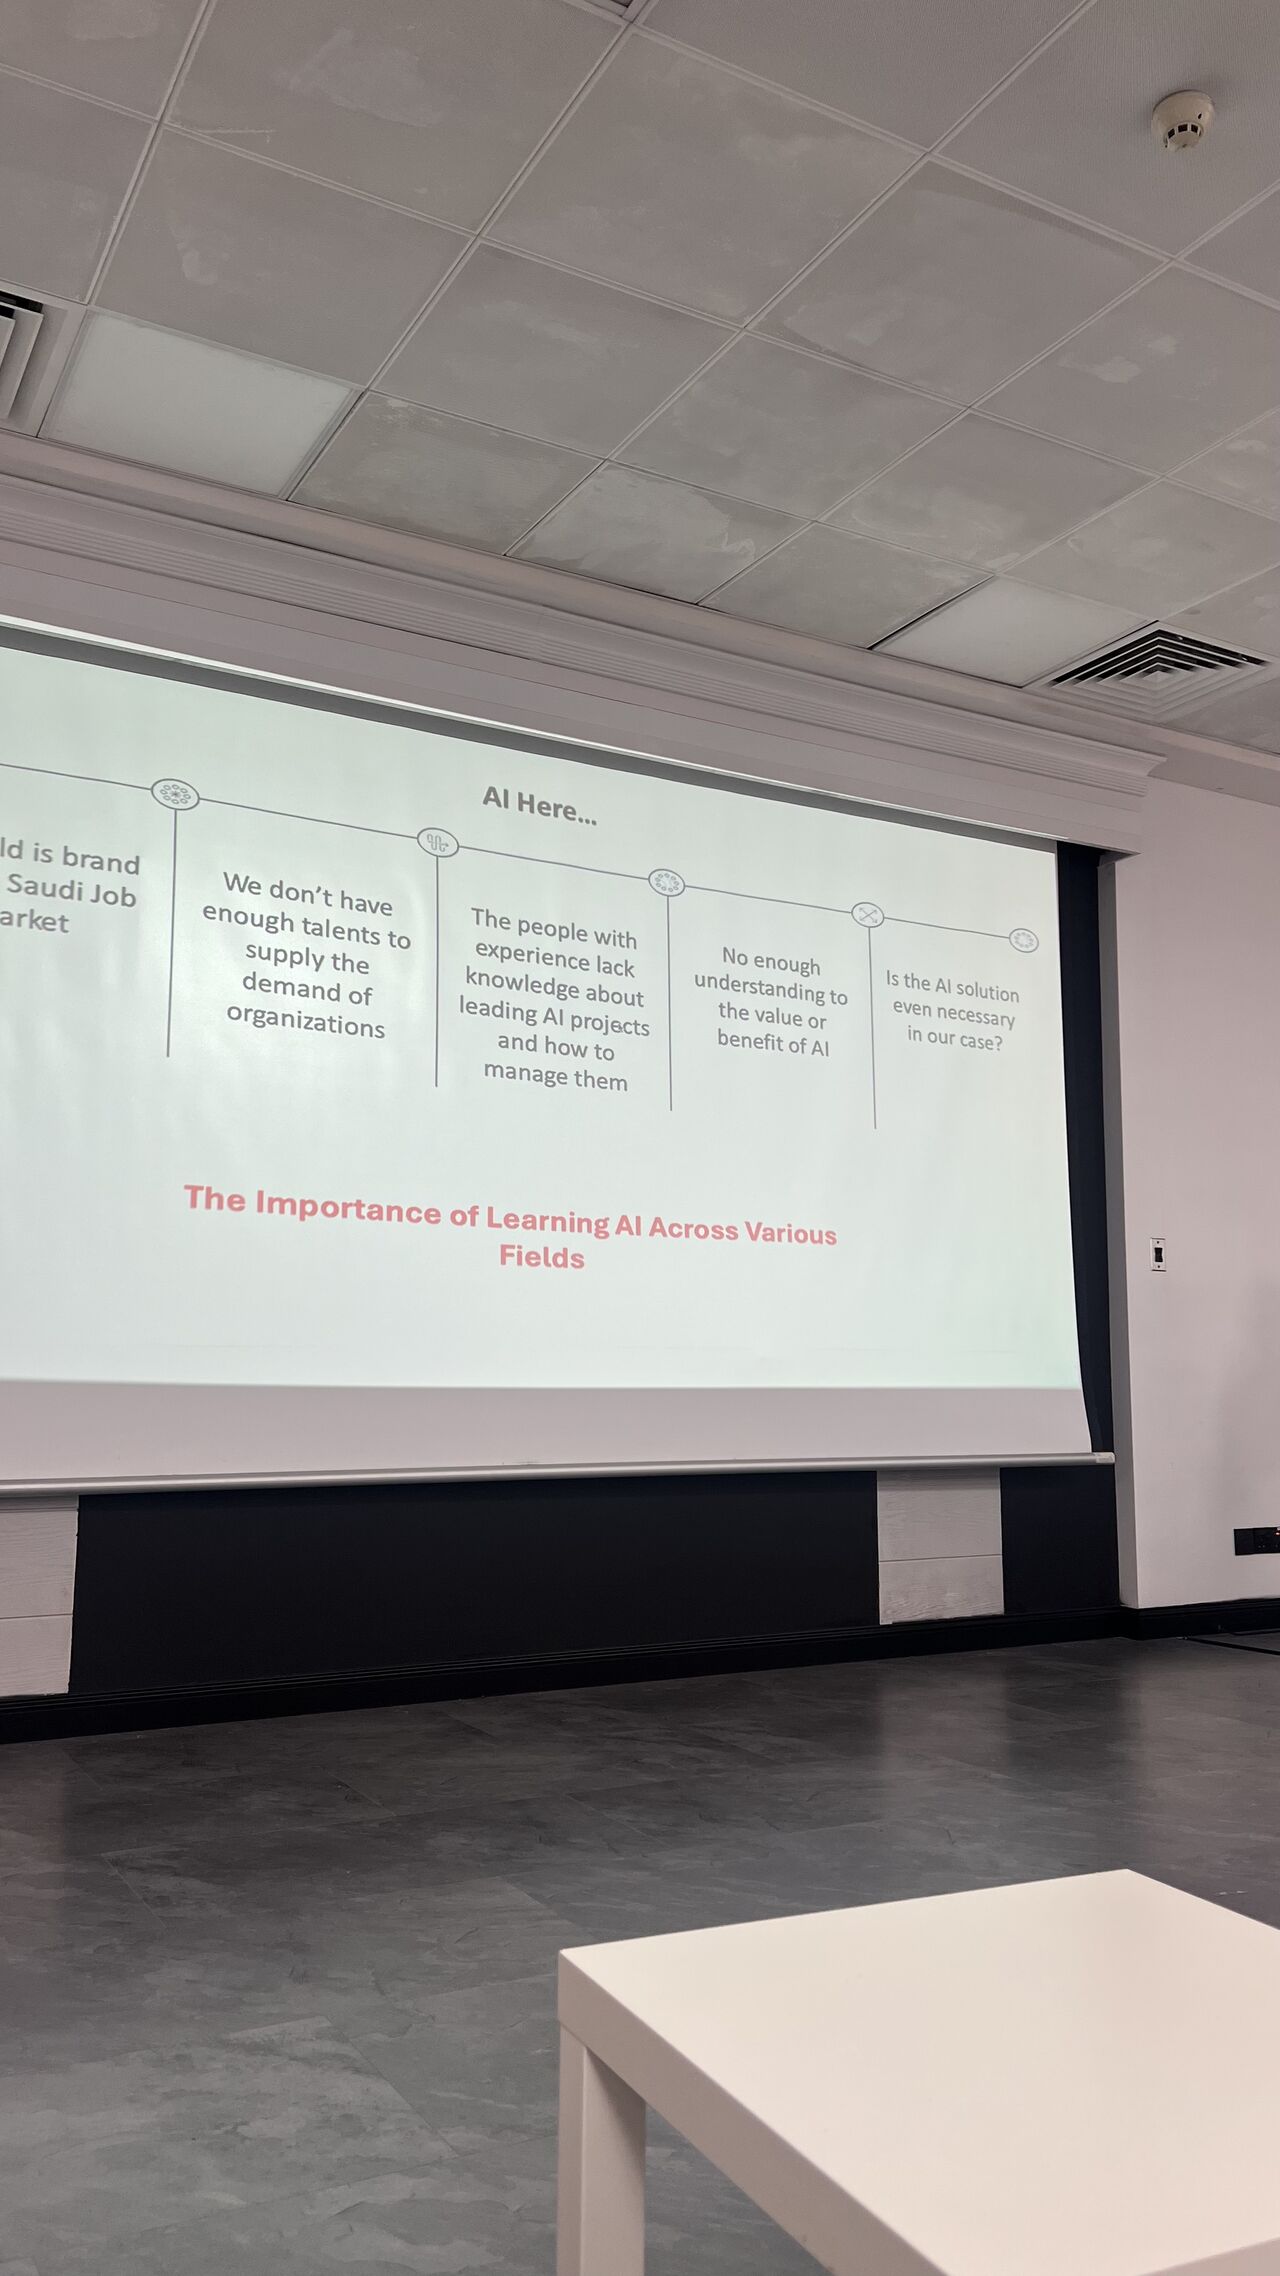 AI Here...
is brand
Saudi Job
We don't have
enough talents to
supply the
demand of
organizations
The people with
experience lack
knowledge about
leading AI projects
and how to
manage them
No enough
understanding to
the value or
benefit of AI
Is the AI solution
even necessary
in our case?
The Importance of Learning AI Across Various
Fields